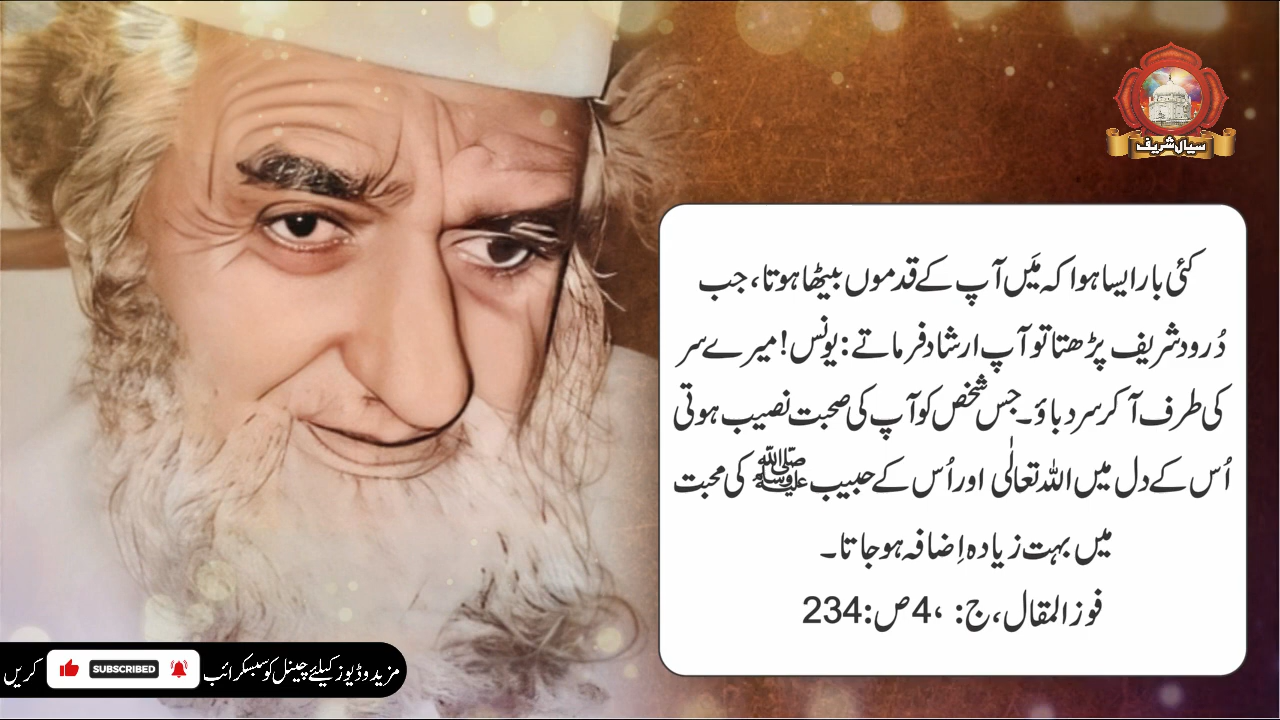 سیال شریف
کئی بار ایسا ہوا کہ مَیں آپ کے قدموں بیٹھا ہوتا، جب
دُرود شریف پڑھتا تو آپ ارشاد فرماتے: یونس! میرے سر
کی طرف آ کر سر دباؤ۔ جس شخص کو آپ کی صحبت نصیب ہوتی
اُس کے دل میں اللہ تعالٰی اور اُس کے حبیب ﷺ کی محبت
میں بہت زیادہ اِضافہ ہو جاتا۔
فوز المقال، ج: 4، ص: 234
مزید وڈیوز کیلئے چینل کو سبسکرائب SUBSCRIBED کریں